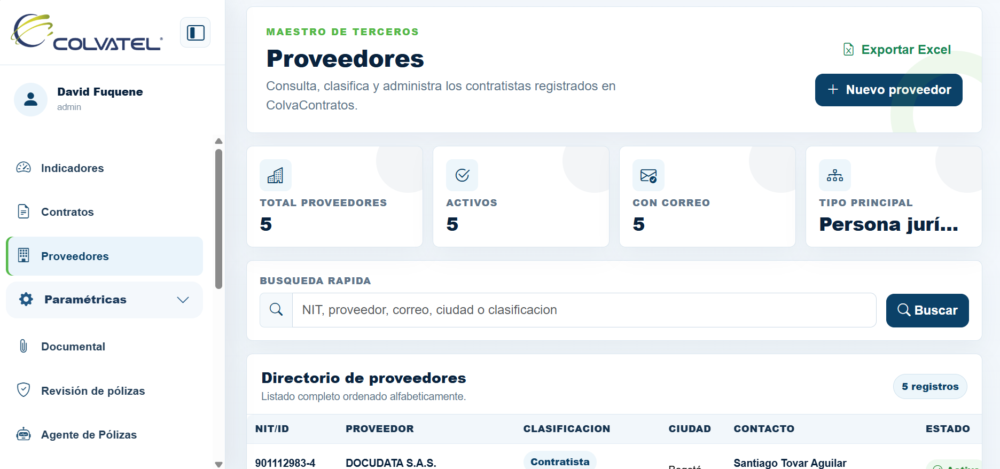 COLVATEL®
David Fuquene
admin
Indicadores
Contratos
Proveedores
Paramétricas
Documental
Revisión de pólizas
Agente de Pólizas
MAESTRO DE TERCEROS
Proveedores
Consulta, clasifica y administra los contratistas registrados en
ColvaContratos.
Exportar Excel
+ Nuevo proveedor
TOTAL PROVEEDORES
5
ACTIVOS
5
CON CORREO
5
TIPO PRINCIPAL
Persona jurí...
BUSQUEDA RAPIDA
NIT, proveedor, correo, ciudad o clasificacion
Buscar
Directorio de proveedores
Listado completo ordenado alfabeticamente.
5 registros
NIT/ID PROVEEDOR CLASIFICACION CIUDAD CONTACTO ESTADO
901112983-4 DOCUDATA S.A.S. Contratista Bogotá Santiago Tovar Aguilar Activo